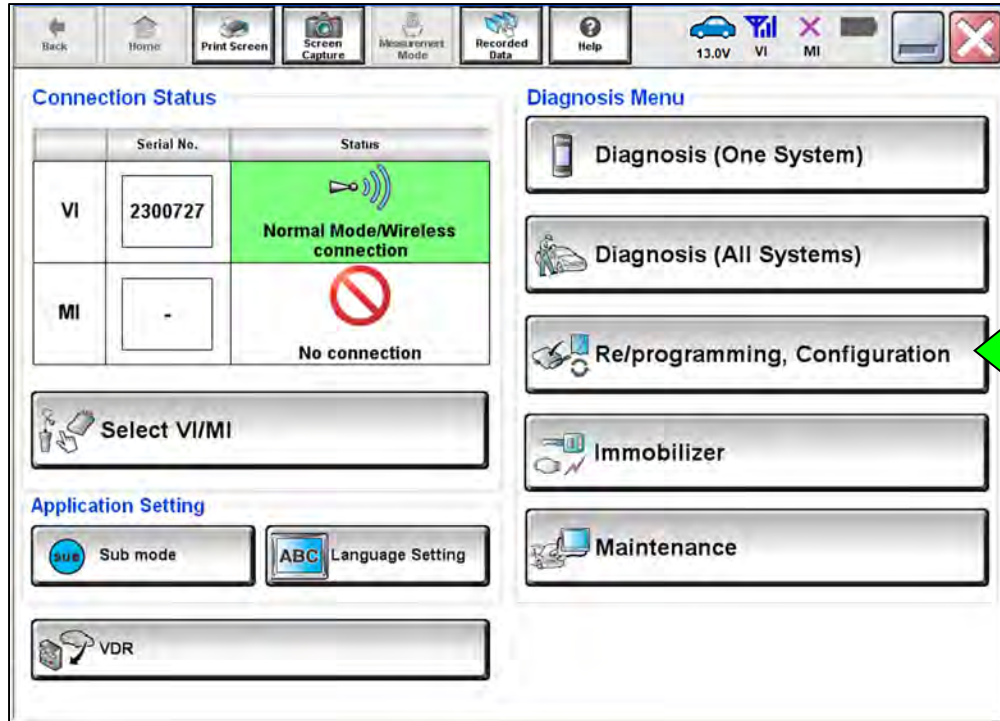 Back
Home
Print Screen
Screen
Capture
Measurement
Mode
Recorded
Data
Help
13.0V
VI
MI
Connection Status
Serial No.
Status
VI
2300727
Normal Mode/Wireless
connection
MI
-
No connection
Select VI/MI
Application Setting
SUB
Sub mode
ABC
Language Setting
VDR
Diagnosis Menu
Diagnosis (One System)
Diagnosis (All Systems)
Re/programming, Configuration
Immobilizer
Maintenance